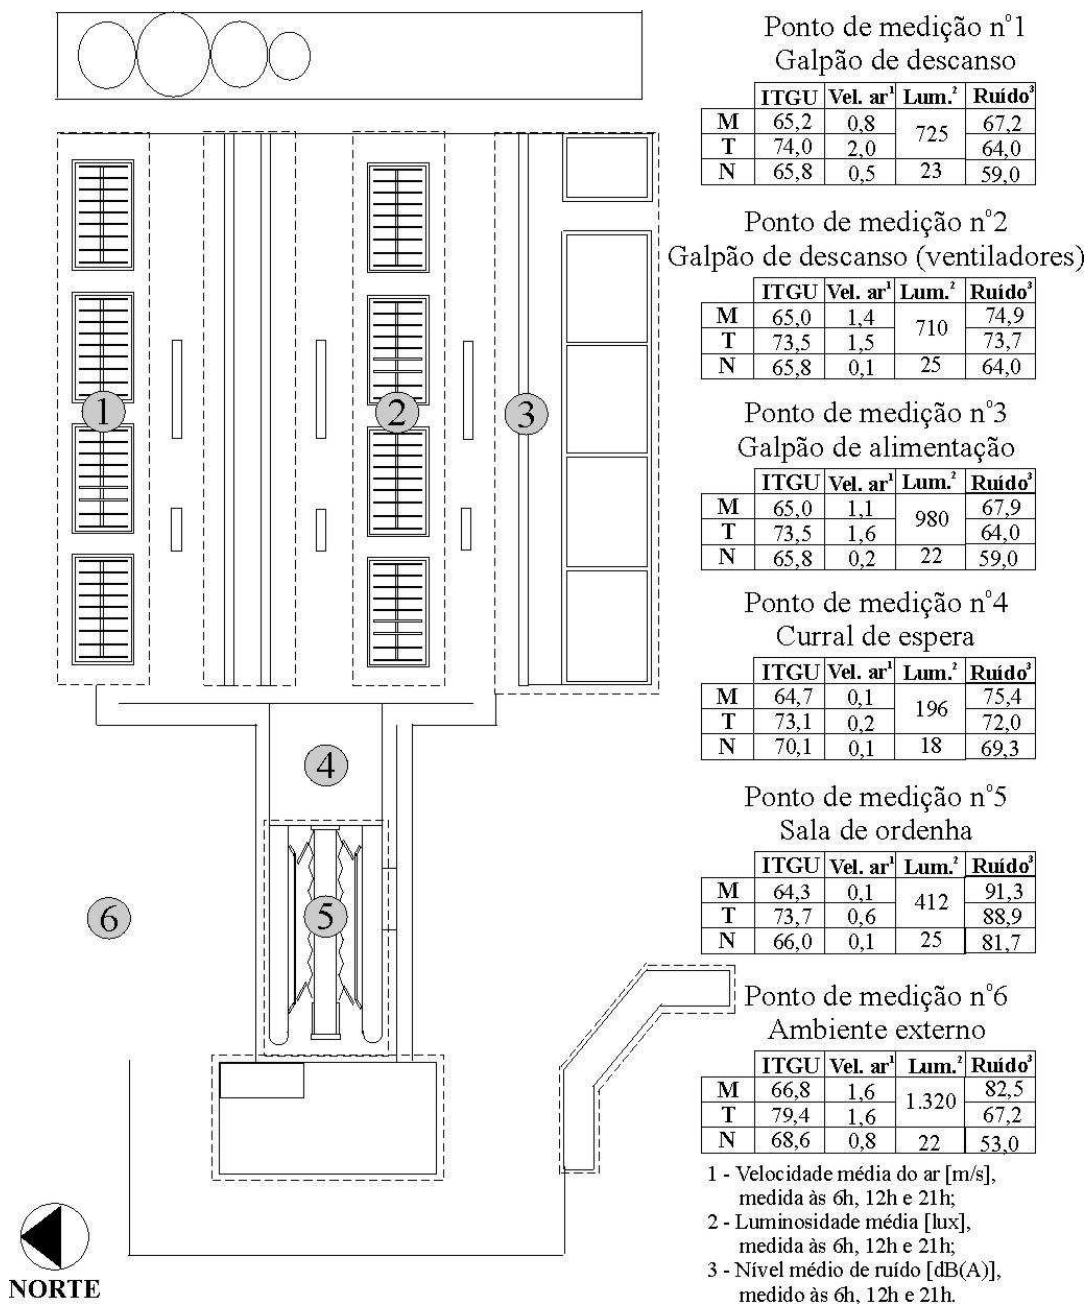 Ponto de medição nº1
Galpão de descanso
ITGU Vel. ar¹ Lum.² Ruído³
M 65,2 0,8 725 67,2
T 74,0 2,0 64,0
N 65,8 0,5 23 59,0
Ponto de medição nº2
Galpão de descanso (ventiladores)
ITGU Vel. ar¹ Lum.² Ruído³
M 65,0 1,4 710 74,9
T 73,5 1,5 73,7
N 65,8 0,1 25 64,0
Ponto de medição nº3
Galpão de alimentação
ITGU Vel. ar¹ Lum.² Ruído³
M 65,0 1,1 980 67,9
T 73,5 1,6 64,0
N 65,8 0,2 22 59,0
Ponto de medição nº4
Curral de espera
ITGU Vel. ar¹ Lum.² Ruído³
M 64,7 0,1 196 75,4
T 73,1 0,2 72,0
N 70,1 0,1 18 69,3
Ponto de medição nº5
Sala de ordenha
ITGU Vel. ar¹ Lum.² Ruído³
M 64,3 0,1 412 91,3
T 73,7 0,6 88,9
N 66,0 0,1 25 81,7
Ponto de medição nº6
Ambiente externo
ITGU Vel. ar¹ Lum.² Ruído³
M 66,8 1,6 1.320 82,5
T 79,4 1,6 67,2
N 68,6 0,8 22 53,0
1 - Velocidade média do ar [m/s],
medida às 6h, 12h e 21h;
2 - Luminosidade média [lux],
medida às 6h, 12h e 21h;
3 - Nível médio de ruído [dB(A)],
medido às 6h, 12h e 21h.
1
2
3
4
5
6
NORTE